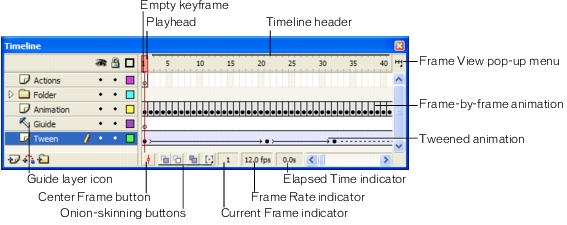 Empty keyframe
Playhead
Timeline header
Timeline
1 5 10 15 20 25 30 35 40
Frame View pop-up menu
Actions
Folder
Animation
Frame-by-frame animation
Guide
Tween
Tweened animation
1 12.0 fps 0.0s
Guide layer icon
Elapsed Time indicator
Center Frame button
Frame Rate indicator
Onion-skinning buttons
Current Frame indicator